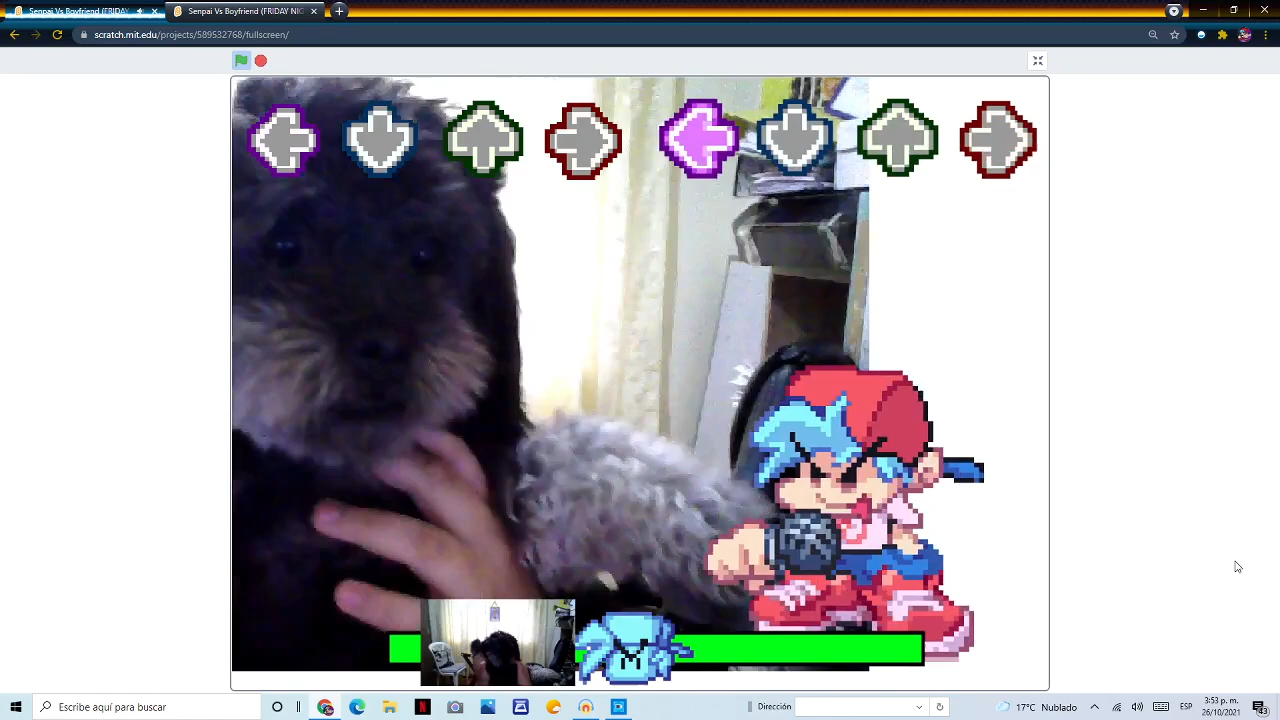 Senpai Vs Boyfriend (FRIDAY
Senpai Vs Boyfriend (FRIDAY NIG
scratch.mit.edu/projects/589532768/fullscreen/
Escribe aquí para buscar
Dirección
17°C Nublado
ESP
3:53 p. m.
26/10/2021